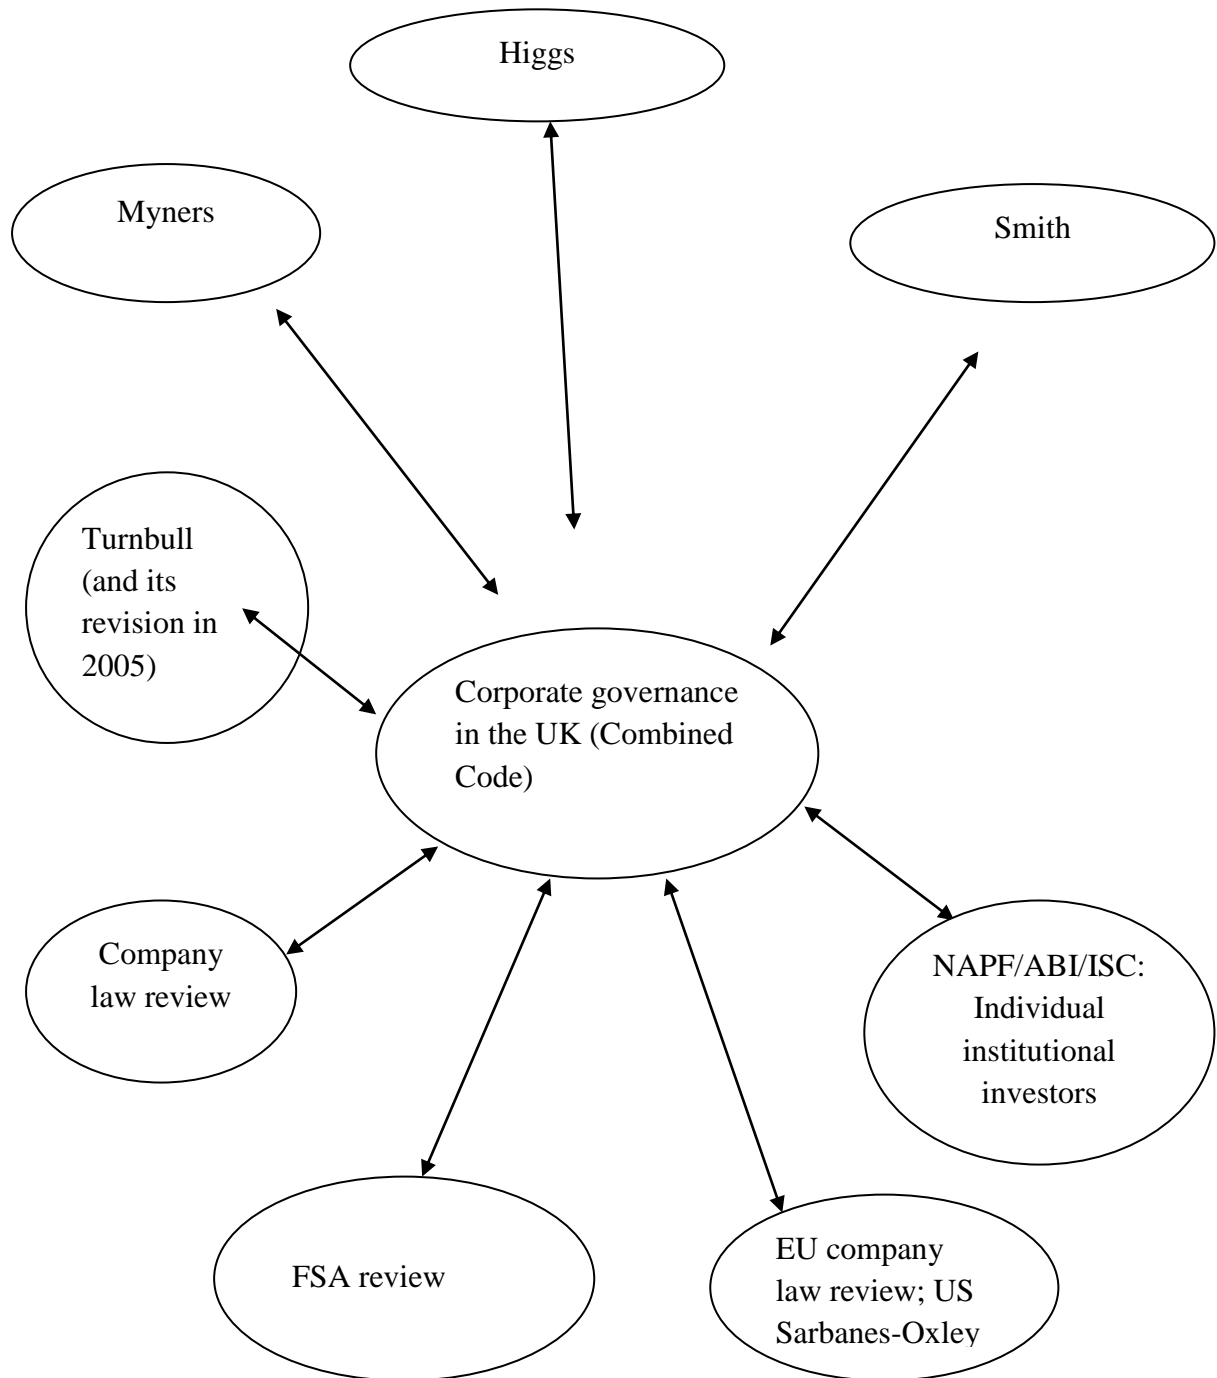 Higgs
Myners
Smith
Turnbull
(and its
revision in
2005)
Corporate governance
in the UK (Combined
Code)
Company
law review
NAPF/ABI/ISC:
Individual
institutional
investors
FSA review
EU company
law review; US
Sarbanes-Oxley